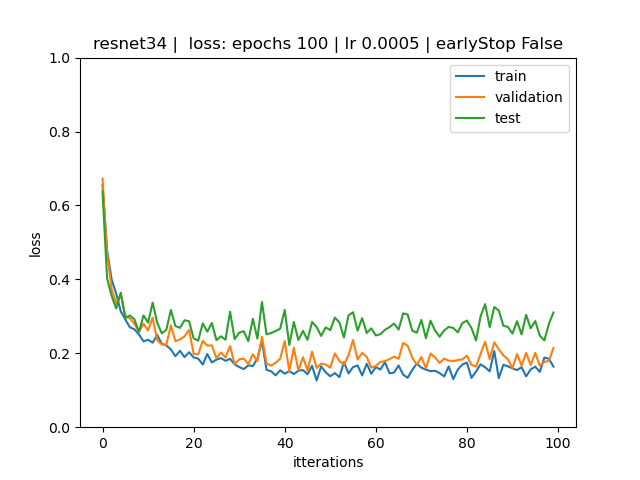 resnet34 |  loss: epochs 100 | lr 0.0005 | earlyStop False
1.0
0.8
0.6
0.4
0.2
0.0
loss
train
validation
test
0 20 40 60 80 100
itterations